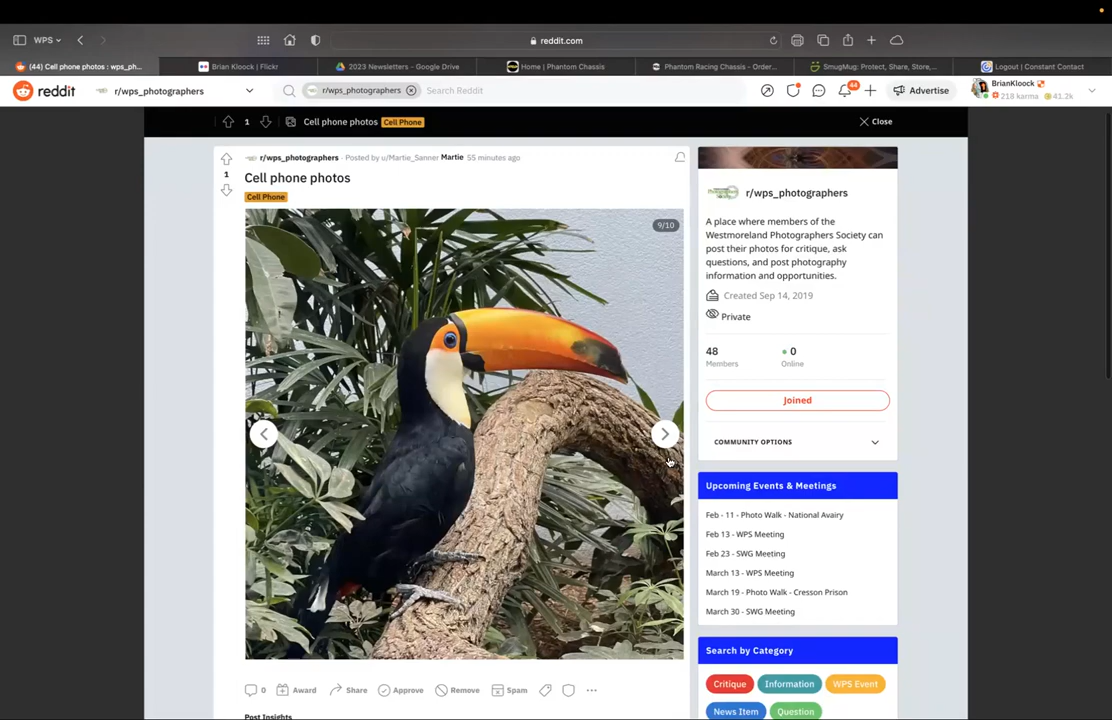 WPS
reddit.com
(44) Cell phone photos : wps_ph...
Brian Kloock | Flickr
2023 Newsletters - Google Drive
Home | Phantom Chassis
Phantom Racing Chassis - Order...
SmugMug: Protect, Share, Store,...
Logout | Constant Contact
reddit
r/wps_photographers
r/wps_photographers
Search Reddit
44
Advertise
BrianKloock
218 karma 41.2k
1
Cell phone photos Cell Phone
Close
r/wps_photographers · Posted by u/Martie_Sanner Martie 55 minutes ago
1
Cell phone photos
Cell Phone
9/10
0
Award
Share
Approve
Remove
Spam
Post Insights
r/wps_photographers
A place where members of the
Westmoreland Photographers Society can
post their photos for critique, ask
questions, and post photography
information and opportunities.
Created Sep 14, 2019
Private
48
Members
0
Online
Joined
COMMUNITY OPTIONS
Upcoming Events & Meetings
Feb - 11 - Photo Walk - National Avairy
Feb 13 - WPS Meeting
Feb 23 - SWG Meeting
March 13 - WPS Meeting
March 19 - Photo Walk - Cresson Prison
March 30 - SWG Meeting
Search by Category
Critique
Information
WPS Event
News Item
Question